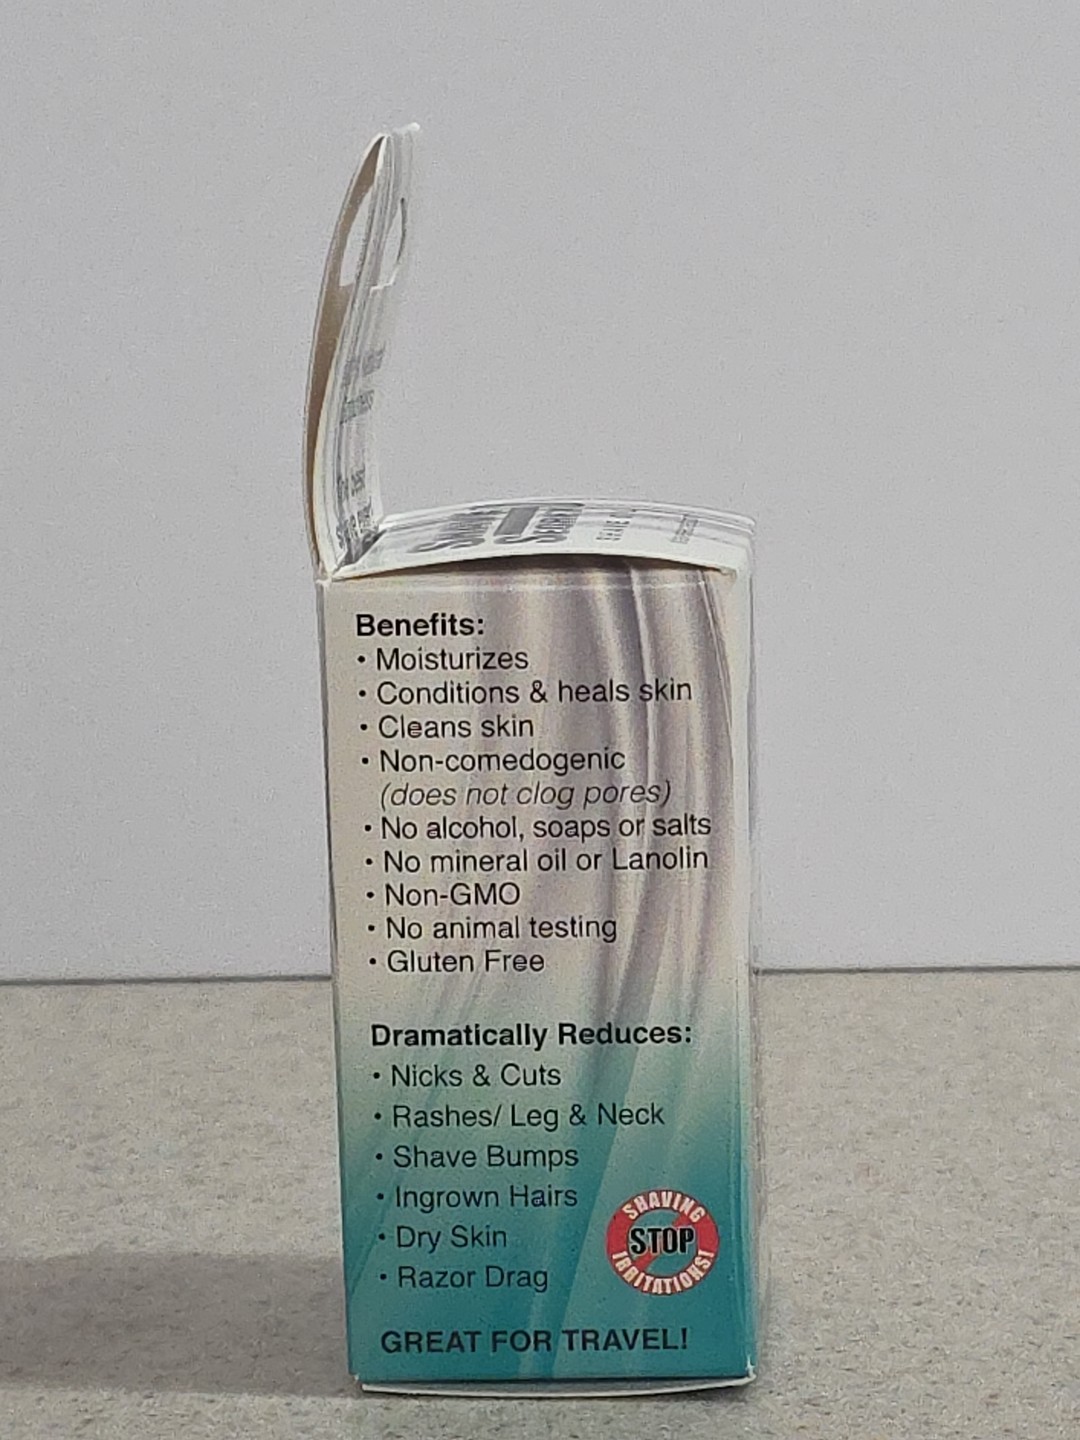 Benefits:
• Moisturizes
• Conditions & heals skin
• Cleans skin
• Non-comedogenic
(does not clog pores)
• No alcohol, soaps or salts
• No mineral oil or Lanolin
• Non-GMO
• No animal testing
• Gluten Free
Dramatically Reduces:
• Nicks & Cuts
• Rashes/ Leg & Neck
• Shave Bumps
• Ingrown Hairs
• Dry Skin
• Razor Drag
SHAVING
STOP
IRRITATIONS!
GREAT FOR TRAVEL!